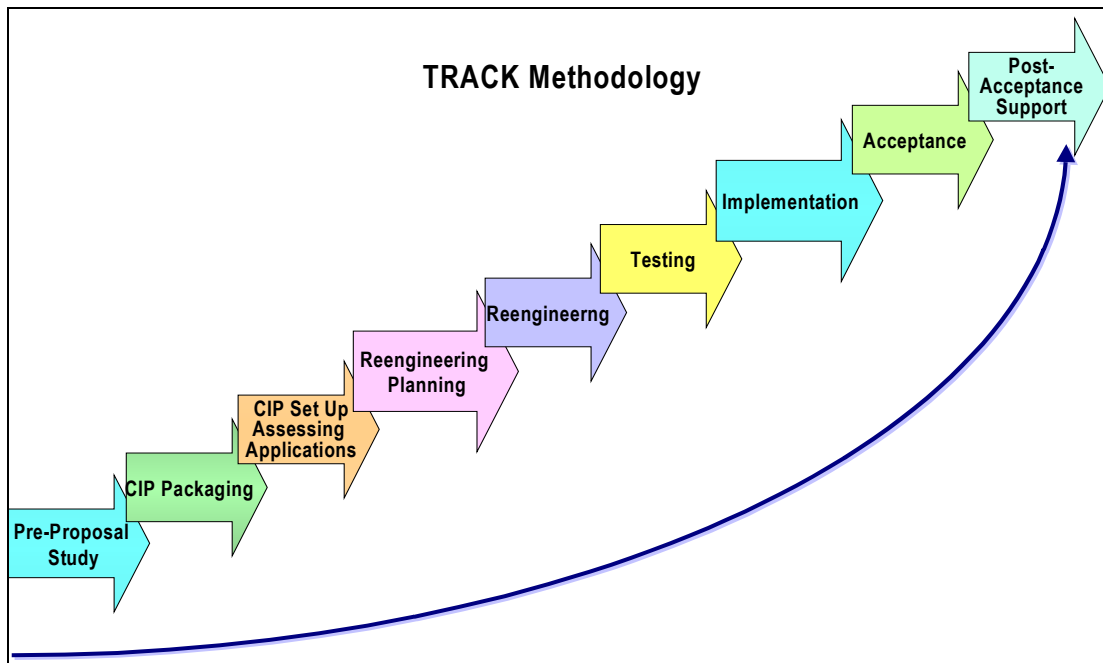 TRACK Methodology
Post-
Acceptance
Support
Acceptance
Implementation
Testing
Reengineerng
Reengineering
Planning
CIP Set Up
Assessing
Applications
CIP Packaging
Pre-Proposal
Study